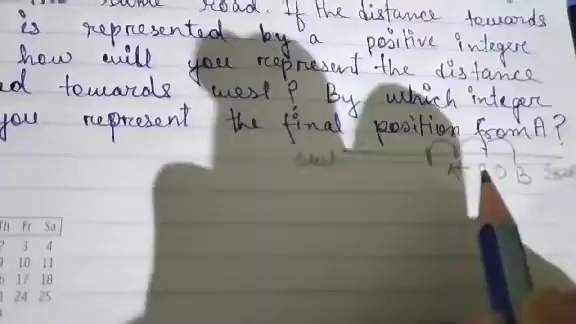 same road. If the distance towards
is represented by a positive integere
how will you represent the distance
ed towards west? By which integer
you represent the final position from A?
West A B
Th Fr Sa
3 4
10 11
17 18
24 25